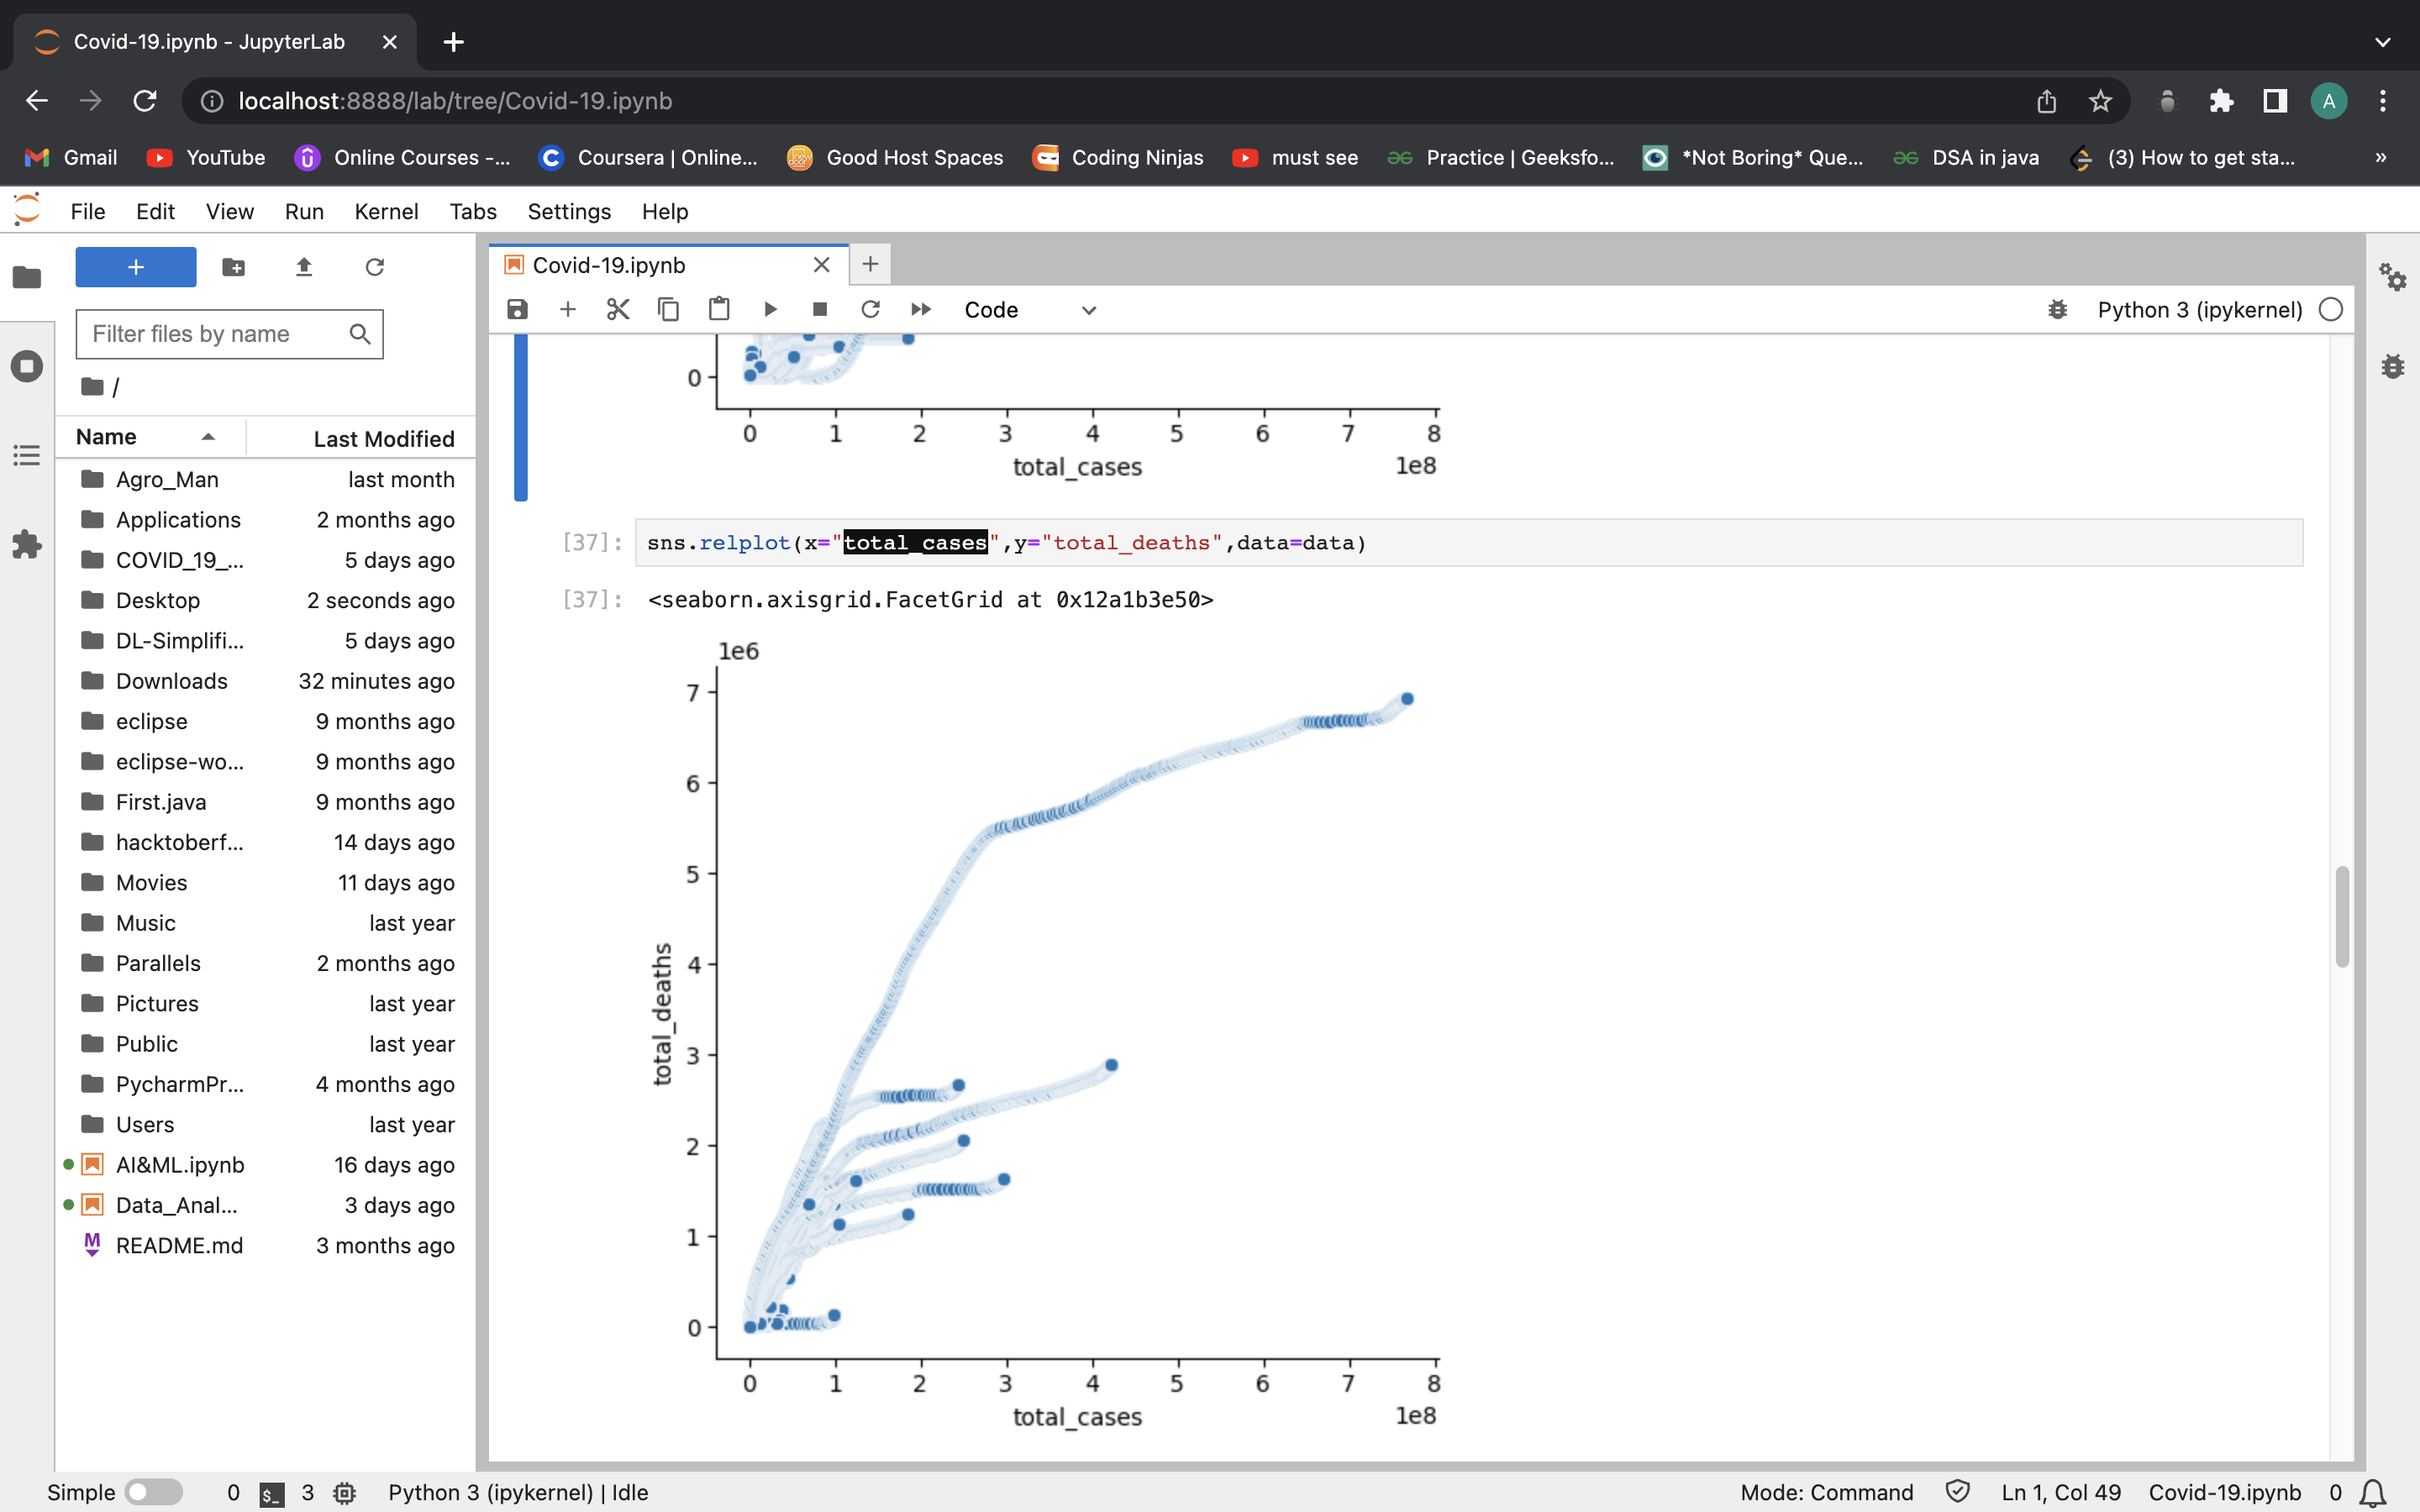 Covid-19.ipynb - JupyterLab
localhost:8888/lab/tree/Covid-19.ipynb
A
Gmail YouTube Online Courses -... Coursera | Online... Good Host Spaces Coding Ninjas must see Practice | Geeksfo... *Not Boring* Que... DSA in java (3) How to get sta... »
File Edit View Run Kernel Tabs Settings Help
Filter files by name
/
Name Last Modified
Agro_Man last month
Applications 2 months ago
COVID_19_... 5 days ago
Desktop 2 seconds ago
DL-Simplifi... 5 days ago
Downloads 32 minutes ago
eclipse 9 months ago
eclipse-wo... 9 months ago
First.java 9 months ago
hacktoberf... 14 days ago
Movies 11 days ago
Music last year
Parallels 2 months ago
Pictures last year
Public last year
PycharmPr... 4 months ago
Users last year
AI&ML.ipynb 16 days ago
Data_Anal... 3 days ago
README.md 3 months ago
Covid-19.ipynb
Code Python 3 (ipykernel)
0
0 1 2 3 4 5 6 7 8
total_cases 1e8
[37]: sns.relplot(x="total_cases",y="total_deaths",data=data)
[37]: <seaborn.axisgrid.FacetGrid at 0x12a1b3e50>
1e6
7
6
5
4
3
2
1
0
total_deaths
0 1 2 3 4 5 6 7 8
total_cases 1e8
Simple 0 $_ 3 Python 3 (ipykernel) | Idle Mode: Command Ln 1, Col 49 Covid-19.ipynb 0